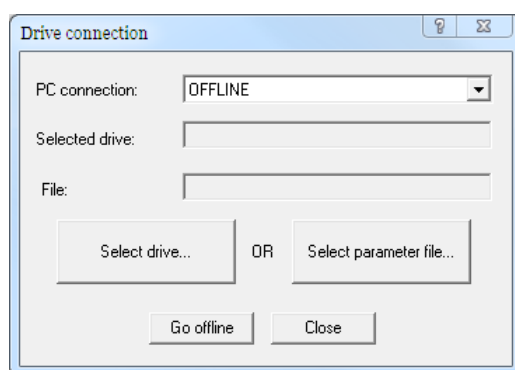 Drive connection
PC connection: OFFLINE
Selected drive:
File:
Select drive... OR Select parameter file...
Go offline Close